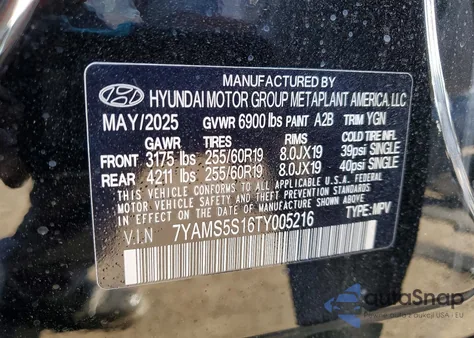 MANUFACTURED BY
HYUNDAI MOTOR GROUP METAPLANT AMERICA, LLC
MAY/2025 GVWR 6900 lbs PAINT A2B TRIM YGN
GAWR TIRES RIMS COLD TIRE INFL
FRONT 3175 lbs 255/60R19 8.0JX19 39psi SINGLE
REAR 4211 lbs 255/60R19 8.0JX19 40psi SINGLE
THIS VEHICLE CONFORMS TO ALL APPLICABLE U.S.A. FEDERAL
MOTOR VEHICLE SAFETY AND THEFT PREVENTION STANDARDS
IN EFFECT ON THE DATE OF MANUFACTURE SHOWN ABOVE.
V.I.N 7YAMS5S16TY005216 TYPE: MPV
autoSnap
USA - EU